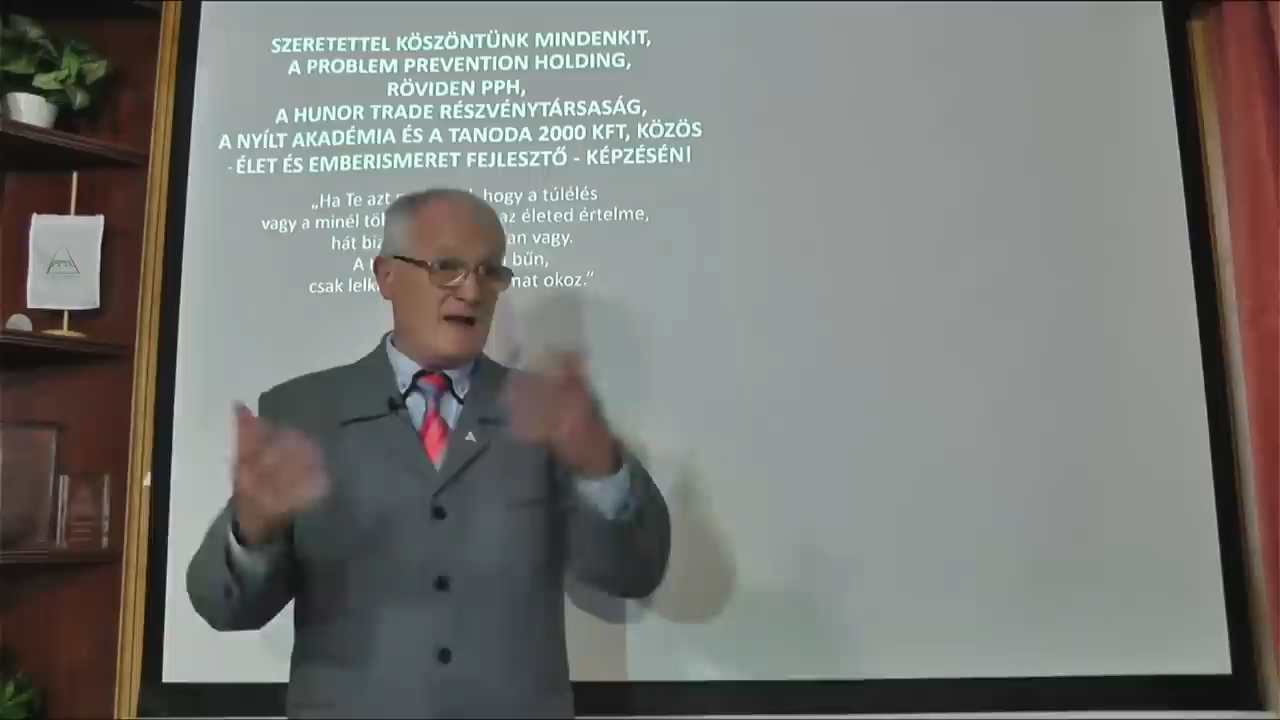 SZERETETTEL KÖSZÖNTÜNK MINDENKIT,
A PROBLEM PREVENTION HOLDING,
RÖVIDEN PPH,
A HUNOR TRADE RÉSZVÉNYTÁRSASÁG,
A NYÍLT AKADÉMIA ÉS A TANODA 2000 KFT, KÖZÖS
- ÉLET ÉS EMBERISMERET FEJLESZTŐ - KÉPZÉSÉN!
„Ha Te azt hogy a túlélés
vagy a minél az életed értelme,
hát vagy.
A bűn,
csak okoz.“